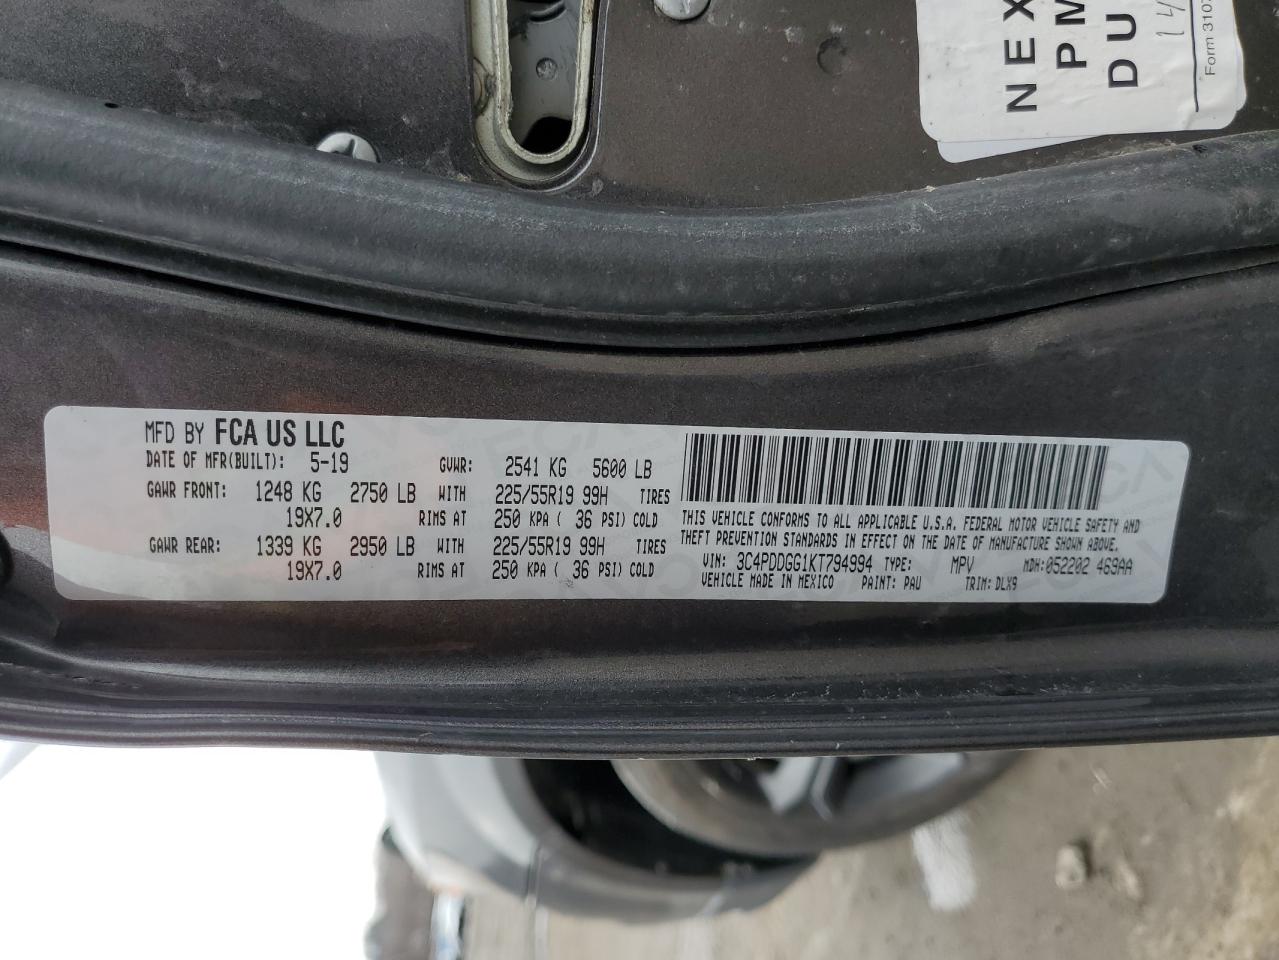 MFD BY FCA US LLC
DATE OF MFR(BUILT): 5-19 GVWR: 2541 KG 5600 LB
GAWR FRONT: 1248 KG 2750 LB WITH 225/55R19 99H TIRES
19X7.0 RIMS AT 250 KPA ( 36 PSI) COLD
GAWR REAR: 1339 KG 2950 LB WITH 225/55R19 99H TIRES
19X7.0 RIMS AT 250 KPA ( 36 PSI) COLD
THIS VEHICLE CONFORMS TO ALL APPLICABLE U.S.A. FEDERAL MOTOR VEHICLE SAFETY AND
THEFT PREVENTION STANDARDS IN EFFECT ON THE DATE OF MANUFACTURE SHOWN ABOVE.
VIN: 3C4PDDGG1KT794994 TYPE: MPV MDH:052202 469AA
VEHICLE MADE IN MEXICO PAINT: PAU TRIM: DLX9
NEX
PM
DU
14
Form 3107